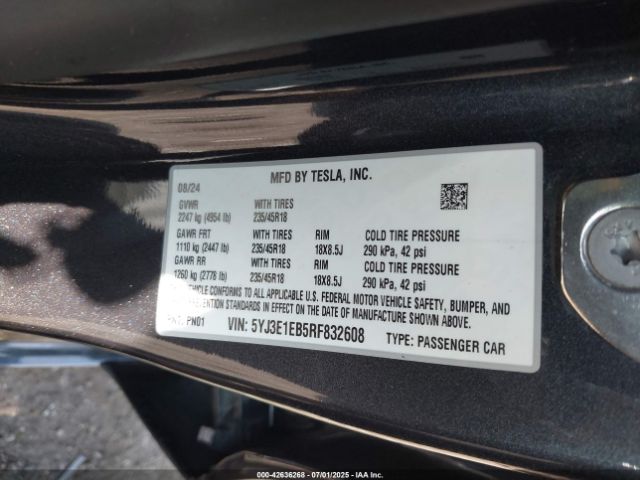 MFD BY TESLA, INC.
08/24
GVWR WITH TIRES
2247 kg (4954 lb) 235/45R18
GAWR FRT WITH TIRES RIM COLD TIRE PRESSURE
1110 kg (2447 lb) 235/45R18 18X8.5J 290 kPa, 42 psi
GAWR RR WITH TIRES RIM COLD TIRE PRESSURE
1260 kg (2778 lb) 235/45R18 18X8.5J 290 kPa, 42 psi
VEHICLE CONFORMS TO ALL APPLICABLE U.S. FEDERAL MOTOR VEHICLE SAFETY, BUMPER, AND
PREVENTION STANDARDS IN EFFECT ON THE DATE OF MANUFACTURE SHOWN ABOVE.
PNT: PN01 VIN: 5YJ3E1EB5RF832608 TYPE: PASSENGER CAR
000-42636268 - 07/01/2025 - IAA Inc.